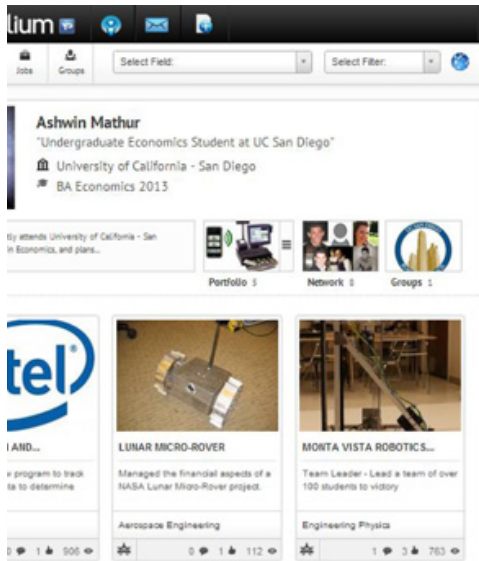 lium
Jobs
Groups
Select Field:
Select Filter:
Ashwin Mathur
"Undergraduate Economics Student at UC San Diego"
University of California - San Diego
BA Economics 2013
attends University of California - San
in Economics, and plans...
Portfolio 5
Network 8
Groups 1
tel
AND...
program to track
to determine
0 1 906
LUNAR MICRO-ROVER
Managed the financial aspects of a
NASA Lunar Micro-Rover project.
Aerospace Engineering
0 1 112
MONTA VISTA ROBOTICS...
Team Leader - Lead a team of over
100 students to victory
Engineering Physics
1 3 763